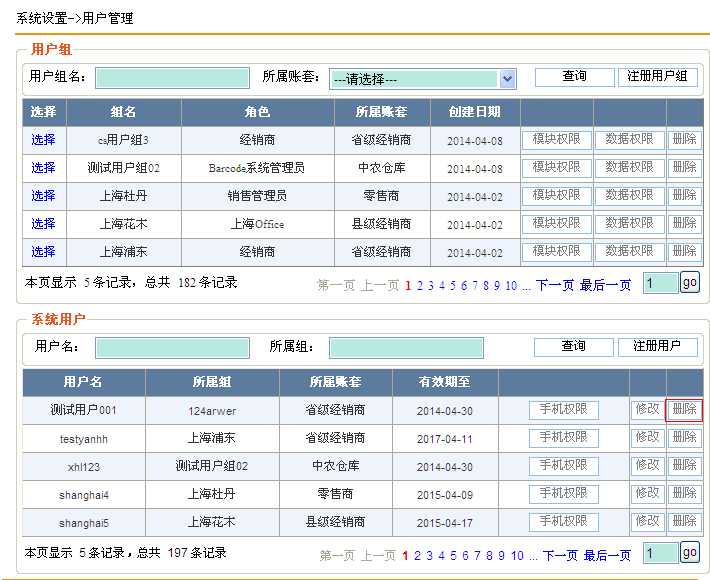 系统设置->用户管理
用户组
用户组名: 所属账套: ---请选择--- 查询 注册用户组
选择 组名 角色 所属账套 创建日期
选择 cs用户组3 经销商 省级经销商 2014-04-08 模块权限 数据权限 删除
选择 测试用户组02 Barcode系统管理员 中农仓库 2014-04-08 模块权限 数据权限 删除
选择 上海杜丹 销售管理员 零售商 2014-04-02 模块权限 数据权限 删除
选择 上海花术 上海Office 县级经销商 2014-04-02 模块权限 数据权限 删除
选择 上海浦东 经销商 省级经销商 2014-04-02 模块权限 数据权限 删除
本页显示 5条记录，总共 182条记录 第一页 上一页 1 2 3 4 5 6 7 8 9 10 ... 下一页 最后一页 1 go
系统用户
用户名: 所属组: 查询 注册用户
用户名 所属组 所属账套 有效期至
测试用户001 124arwer 省级经销商 2014-04-30 手机权限 修改 删除
testyanhh 上海浦东 省级经销商 2017-04-11 手机权限 修改 删除
xhl123 测试用户组02 中农仓库 2014-04-30 手机权限 修改 删除
shanghai4 上海杜丹 零售商 2015-04-09 手机权限 修改 删除
shanghai5 上海花术 县级经销商 2015-04-17 手机权限 修改 删除
本页显示 5条记录，总共 197条记录 第一页 上一页 1 2 3 4 5 6 7 8 9 10 ... 下一页 最后一页 1 go